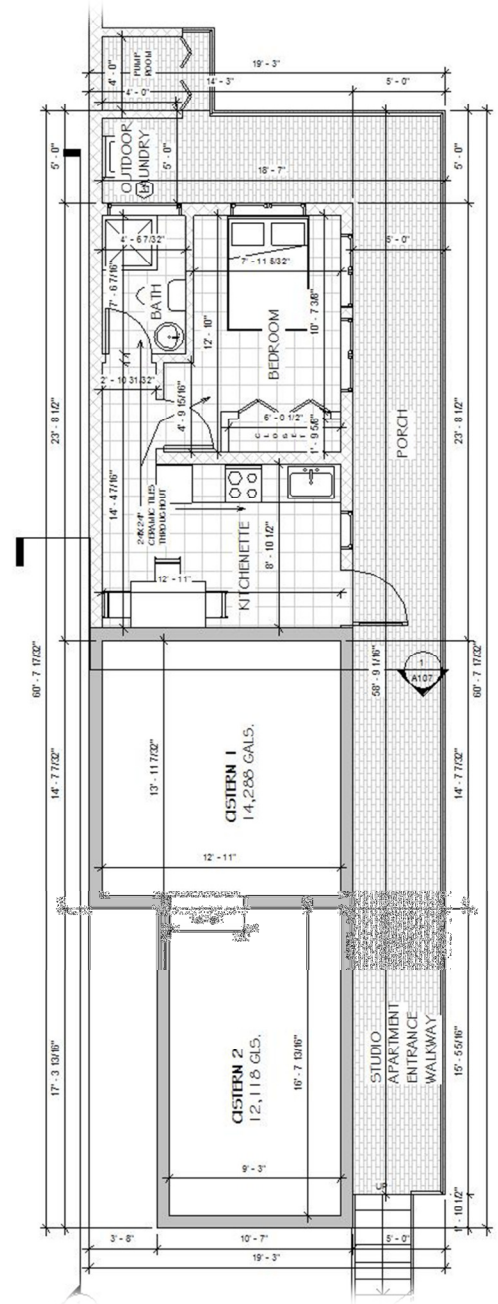 19' - 3"
14' - 3"
5' - 0"
4' - 0"
PUMP
ROOM
4' - 0"
5' - 0"
OUTDOOR
LAUNDRY
5' - 0"
18' - 7"
5' - 0"
4' - 6 7/32"
5' - 0"
7' - 6 7/16"
BATH
7' - 11 5/32"
10' - 7 3/8"
12' - 10"
BEDROOM
2' - 10 31/32"
4' - 9 15/16"
6' - 0 1/2"
CLOSET
1' - 9 5/8"
23' - 8 1/2"
PORCH
23' - 8 1/2"
14' - 4 7/16"
24"X24"
CERAMIC TILES
THROUGHOUT
KITCHENETTE
8' - 10 1/2"
12' - 11"
60' - 7 17/32"
58' - 9 1/16"
1
A107
60' - 7 17/32"
14' - 7 7/32"
13' - 11 7/32"
CISTERN 1
14,288 GALS.
12' - 11"
14' - 7 7/32"
17' - 3 13/16"
CISTERN 2
12,118 GLS.
16' - 7 13/16"
9' - 3"
STUDIO
APARTMENT
ENTRANCE
WALKWAY
15' - 5 5/16"
UP
1' - 10 1/2"
3' - 8"
10' - 7"
5' - 0"
19' - 3"